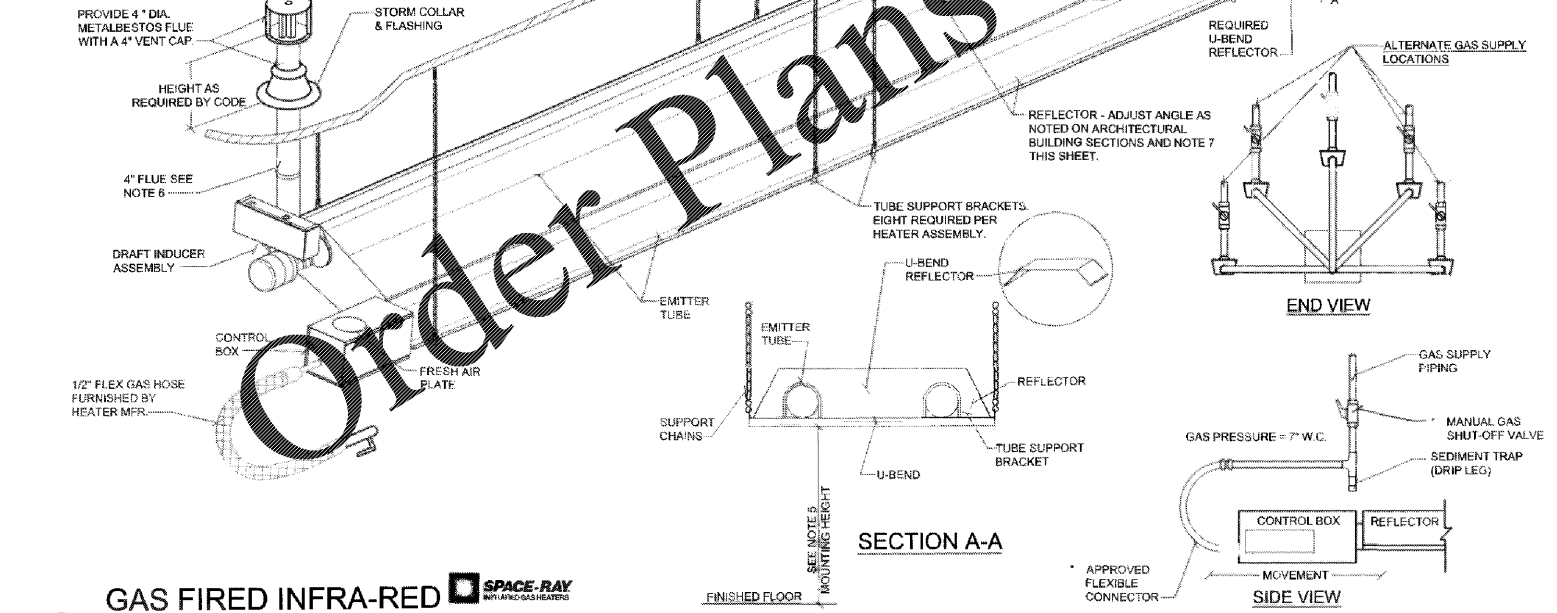 PROVIDE 4 " DIA.
METALBESTOS FLUE
WITH A 4" VENT CAP.
STORM COLLAR
& FLASHING
HEIGHT AS
REQUIRED BY CODE
4" FLUE SEE
NOTE 6
DRAFT INDUCER
ASSEMBLY
CONTROL
BOX
1/2" FLEX GAS HOSE
FURNISHED BY
HEATER MFR.
FRESH AIR
PLATE
EMITTER
TUBE
Order Plans
REFLECTOR - ADJUST ANGLE AS
NOTED ON ARCHITECTURAL
BUILDING SECTIONS AND NOTE 7
THIS SHEET.
TUBE SUPPORT BRACKETS.
EIGHT REQUIRED PER
HEATER ASSEMBLY.
REQUIRED
U-BEND
REFLECTOR
A
ALTERNATE GAS SUPPLY
LOCATIONS
END VIEW
U-BEND
REFLECTOR
EMITTER
TUBE
REFLECTOR
SUPPORT
CHAINS
TUBE SUPPORT
BRACKET
U-BEND
SEE NOTE 5
MOUNTING HEIGHT
SECTION A-A
FINISHED FLOOR
GAS SUPPLY
PIPING
* MANUAL GAS
SHUT-OFF VALVE
GAS PRESSURE = 7" W.C.
SEDIMENT TRAP
(DRIP LEG)
CONTROL BOX
REFLECTOR
* APPROVED
FLEXIBLE
CONNECTOR
MOVEMENT
SIDE VIEW
GAS FIRED INFRA-RED
SPACE-RAY
INFRARED GAS HEATERS